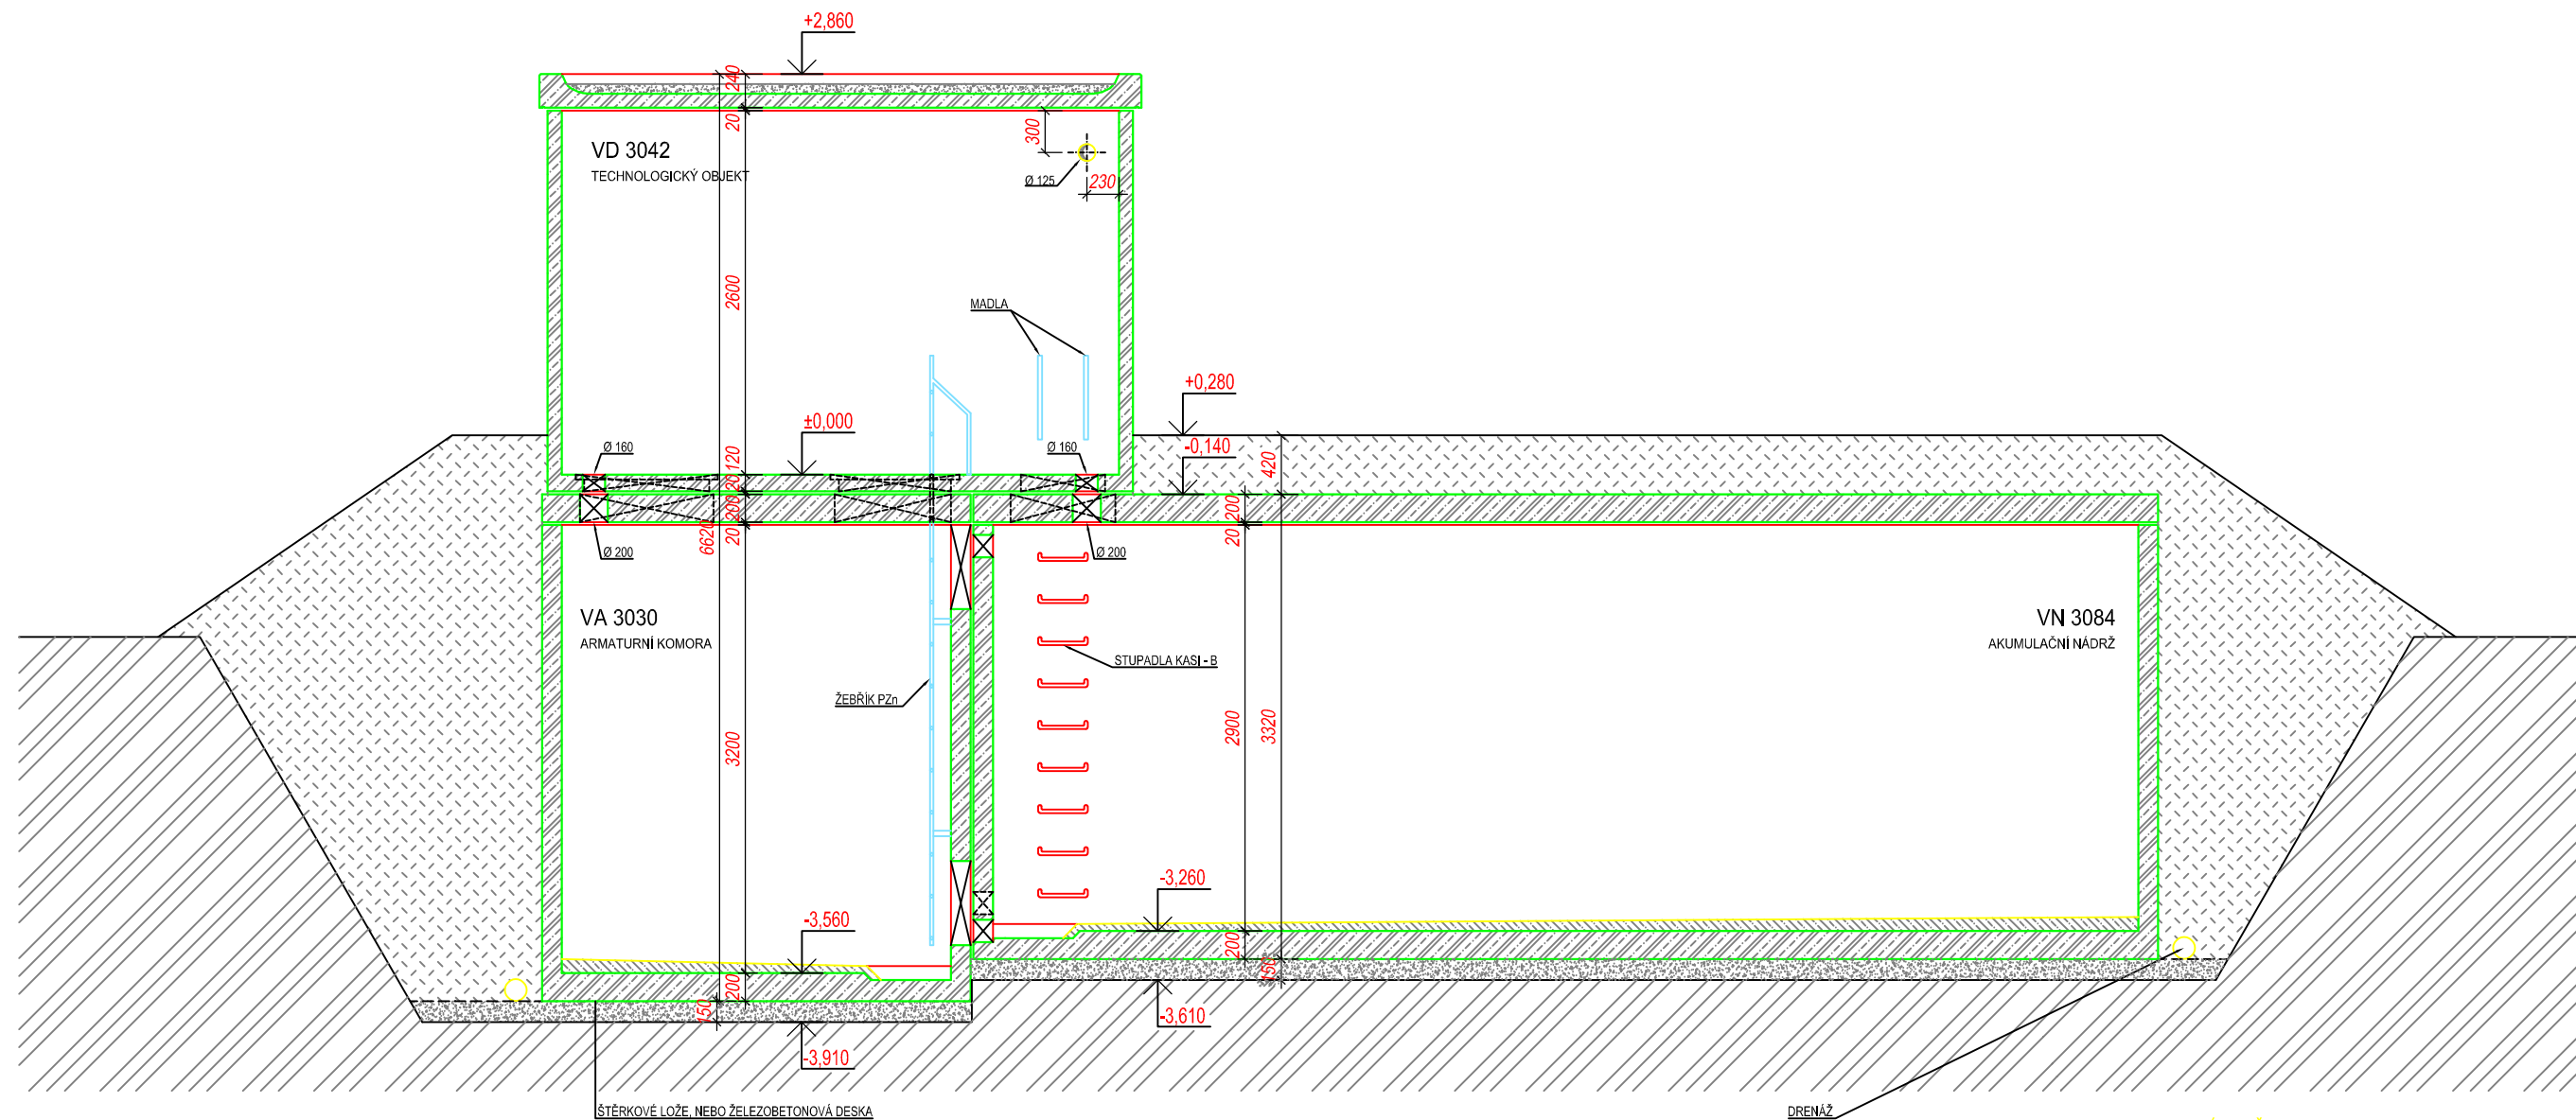 +2,860
240
20
VD 3042
TECHNOLOGICKÝ OBJEKT
300
Ø 125
230
2600
MADLA
+0,280
±0,000
-0,140
Ø 160
120
Ø 160
420
20
200
200
6620
20
20
Ø 200
Ø 200
VA 3030
ARMATURNÍ KOMORA
VN 3084
AKUMULAČNÍ NÁDRŽ
STUPADLA KASI - B
ŽEBŘÍK PZn
3200
2900
3320
-3,260
-3,560
200
150
200
150
-3,610
-3,910
ŠTĚRKOVÉ LOŽE, NEBO ŽELEZOBETONOVÁ DESKA
DRENÁŽ